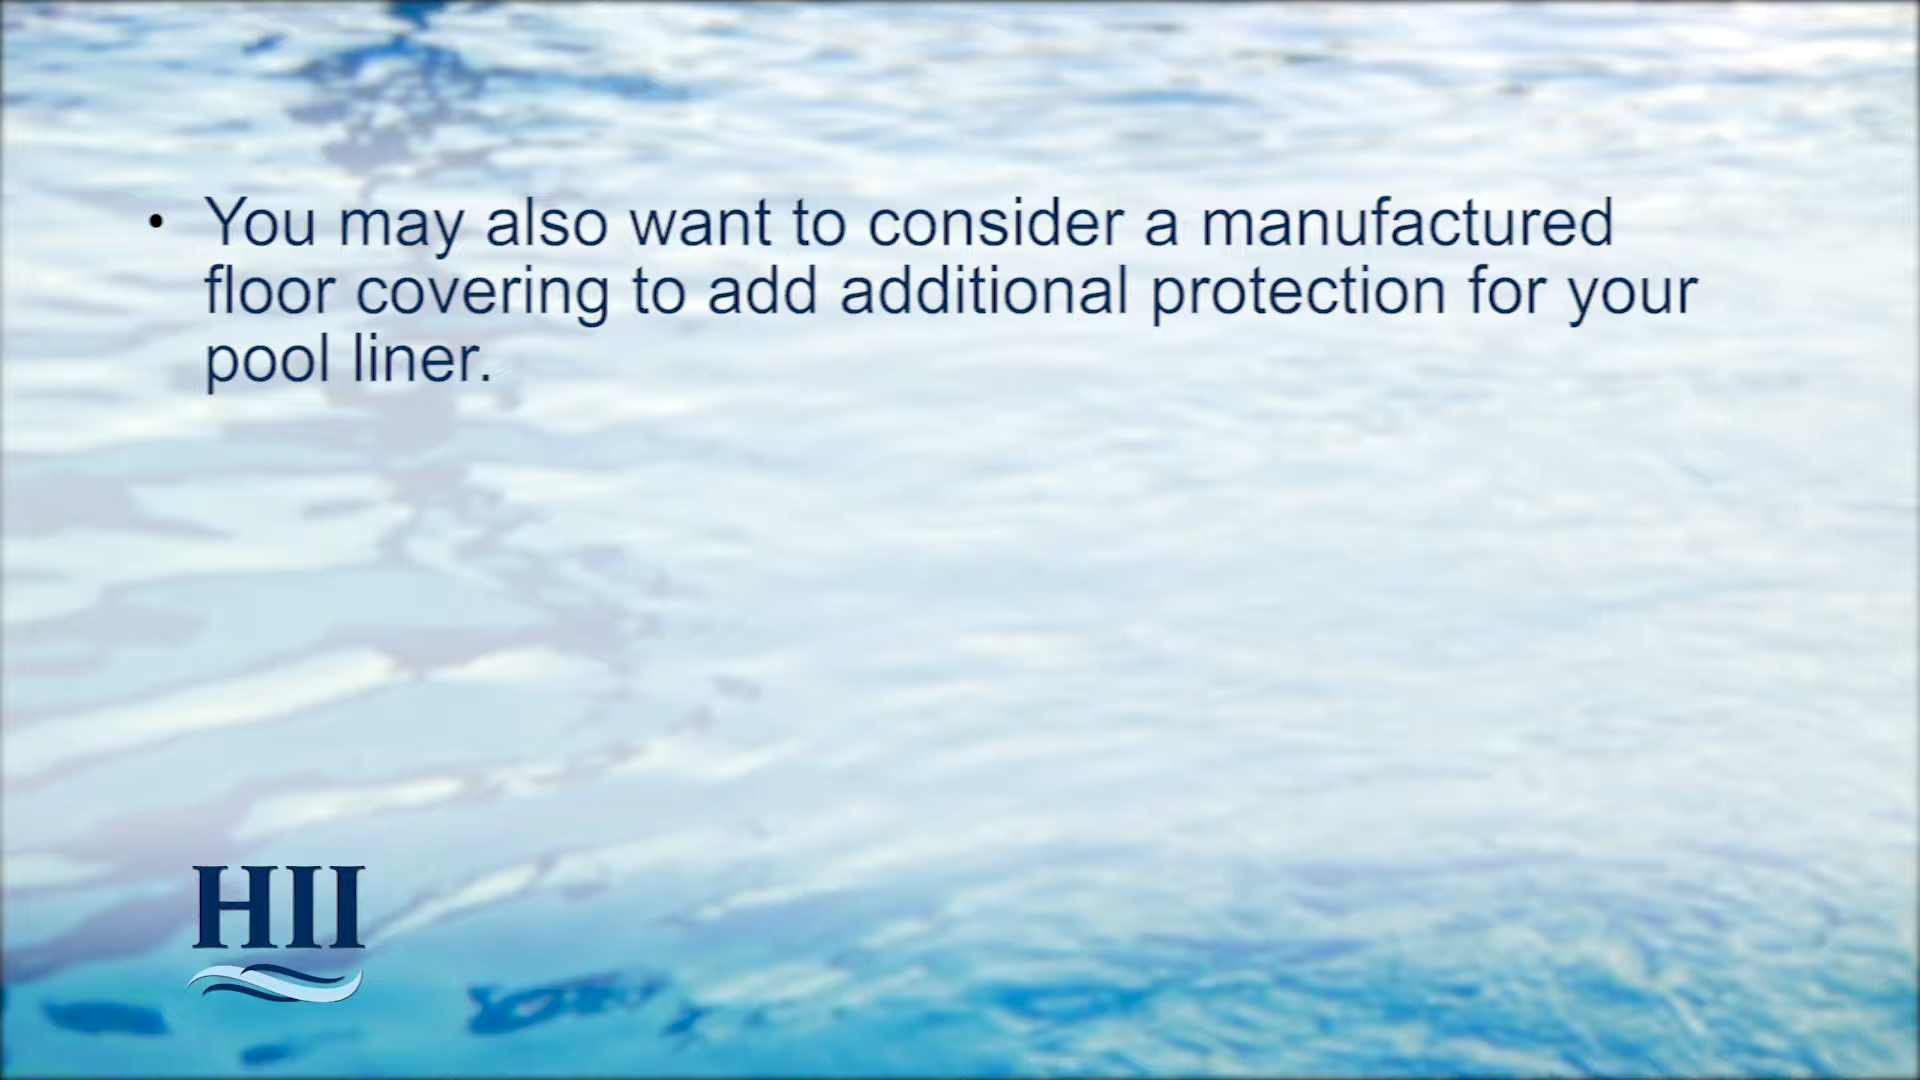 • You may also want to consider a manufactured
floor covering to add additional protection for your
pool liner.
HII